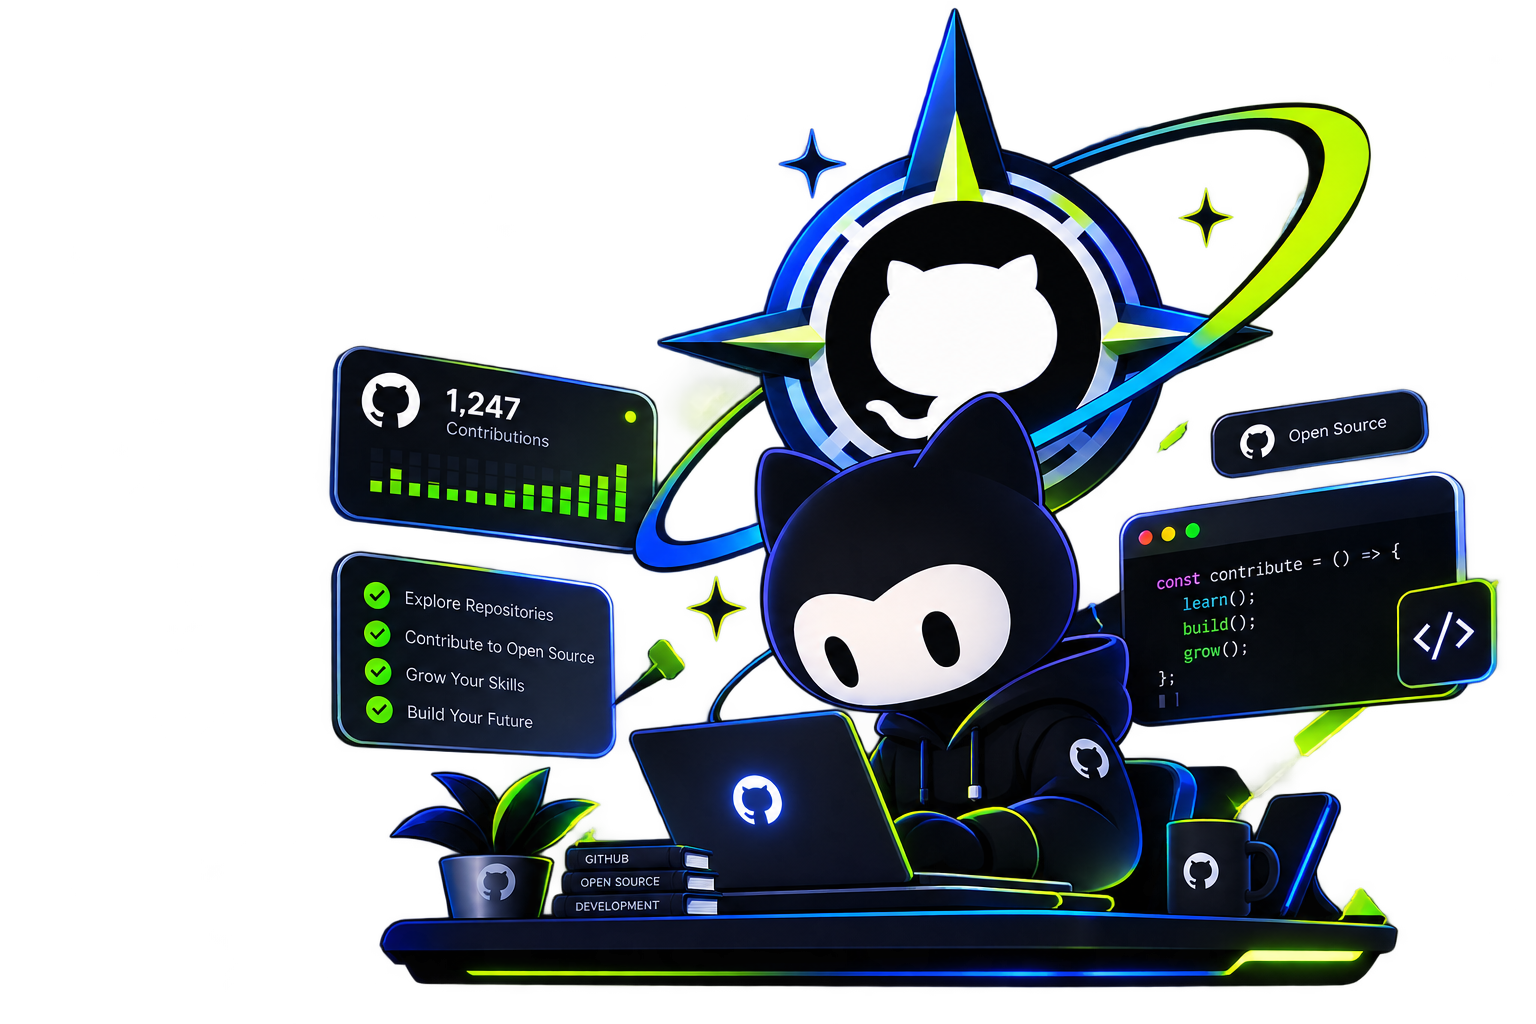 1,247
Contributions
Explore Repositories
Contribute to Open Source
Grow Your Skills
Build Your Future
Open Source
const contribute = () => {
learn();
build();
grow();
};
</>
GITHUB
OPEN SOURCE
DEVELOPMENT